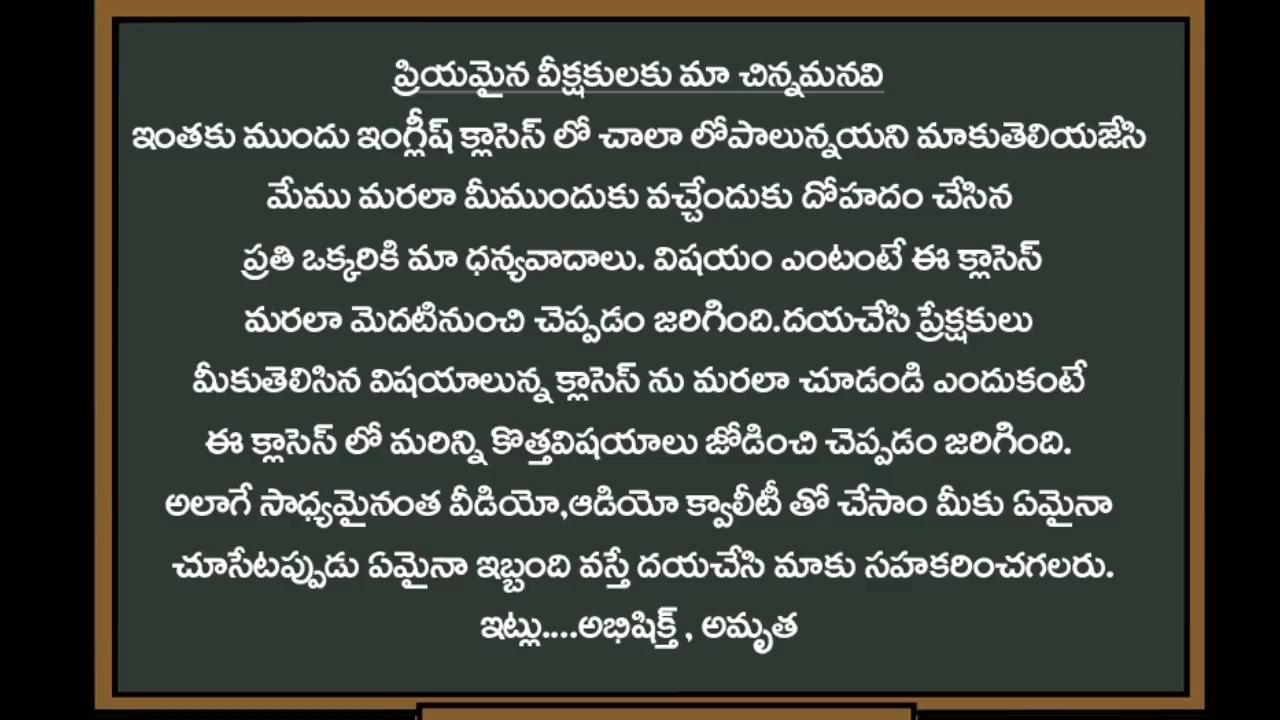 ప్రియమైన వీక్షకులకు మా చిన్నమనవి
ఇంతకు ముందు ఇంగ్లీష్ క్లాసెస్ లో చాలా లోపాలున్నయని మాకుతెలియజేసి
మేము మరలా మీముందుకు వచ్చేందుకు దోహదం చేసిన
ప్రతి ఒక్కరికి మా ధన్యవాదాలు. విషయం ఎంటంటే ఈ క్లాసెస్
మరలా మెదటినుంచి చెప్పడం జరిగింది.దయచేసి ప్రేక్షకులు
మీకుతెలిసిన విషయాలున్న క్లాసెస్ ను మరలా చూడండి ఎందుకంటే
ఈ క్లాసెస్ లో మరిన్ని కొత్తవిషయాలు జోడించి చెప్పడం జరిగింది.
అలాగే సాధ్యమైనంత వీడియో,ఆడియో క్వాలీటీ తో చేసాం మీకు ఏమైనా
చూసేటప్పుడు ఏమైనా ఇబ్బంది వస్తే దయచేసి మాకు సహకరించగలరు.
ఇట్లు....అభిషిక్త్ , అమృత